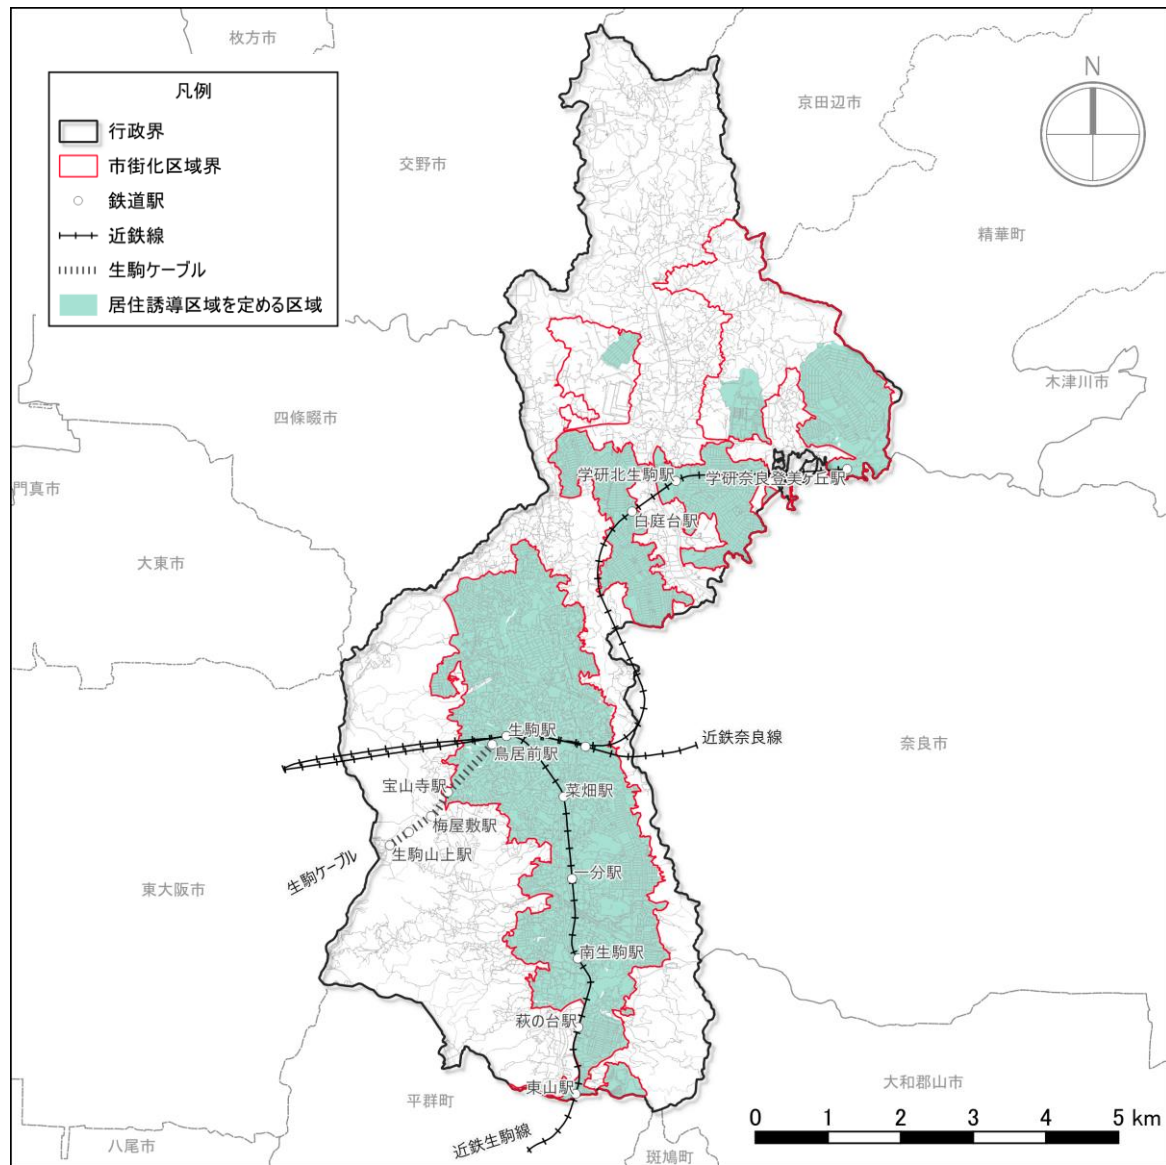 枚方市
凡例
行政界
市街化区域界
鉄道駅
近鉄線
生駒ケーブル
居住誘導区域を定める区域
N
京田辺市
交野市
精華町
木津川市
四條畷市
門真市
学研北生駒駅
学研奈良登美ヶ丘駅
白庭台駅
大東市
生駒駅
近鉄奈良線
奈良市
鳥居前駅
宝山寺駅
菜畑駅
梅屋敷駅
生駒山上駅
生駒ケーブル
一分駅
東大阪市
南生駒駅
萩の台駅
東山駅
大和郡山市
平群町
0 1 2 3 4 5 km
八尾市
近鉄生駒線
斑鳩町